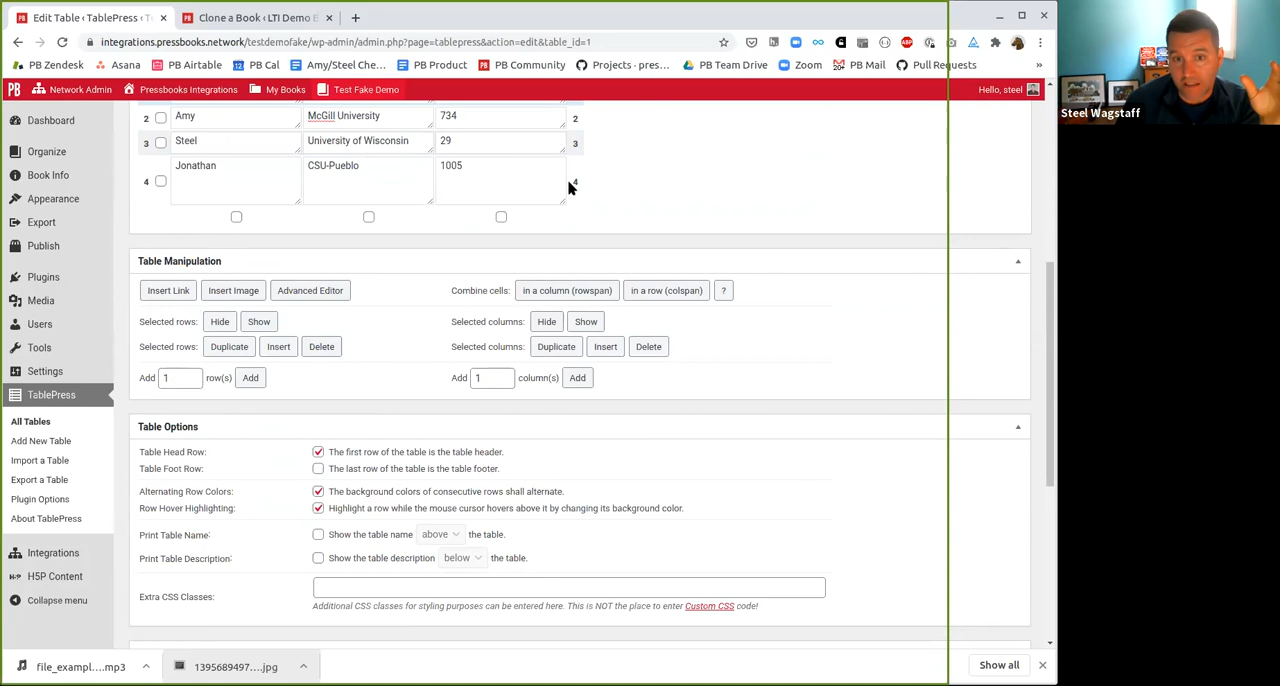 Edit Table ‹ TablePress ‹ T
Clone a Book ‹ LTI Demo B
integrations.pressbooks.network/testdemofake/wp-admin/admin.php?page=tablepress&action=edit&table_id=1
PB Zendesk
Asana
PB Airtable
PB Cal
Amy/Steel Che...
PB Product
PB Community
Projects · pres...
PB Team Drive
Zoom
PB Mail
Pull Requests
»
PB Network Admin Pressbooks Integrations My Books Test Fake Demo Hello, steel
Steel Wagstaff
Dashboard
Organize
Book Info
Appearance
Export
Publish
Plugins
Media
Users
Tools
Settings
TablePress
All Tables
Add New Table
Import a Table
Export a Table
Plugin Options
About TablePress
Integrations
H5P Content
Collapse menu
2 Amy McGill University 734 2
3 Steel University of Wisconsin 29 3
4 Jonathan CSU-Pueblo 1005 4
Table Manipulation
Insert Link Insert Image Advanced Editor Combine cells: in a column (rowspan) in a row (colspan) ?
Selected rows: Hide Show Selected columns: Hide Show
Selected rows: Duplicate Insert Delete Selected columns: Duplicate Insert Delete
Add 1 row(s) Add Add 1 column(s) Add
Table Options
Table Head Row: The first row of the table is the table header.
Table Foot Row: The last row of the table is the table footer.
Alternating Row Colors: The background colors of consecutive rows shall alternate.
Row Hover Highlighting: Highlight a row while the mouse cursor hovers above it by changing its background color.
Print Table Name: Show the table name above the table.
Print Table Description: Show the table description below the table.
Extra CSS Classes:
Additional CSS classes for styling purposes can be entered here. This is NOT the place to enter Custom CSS code!
file_exampl....mp3
1395689497....jpg
Show all